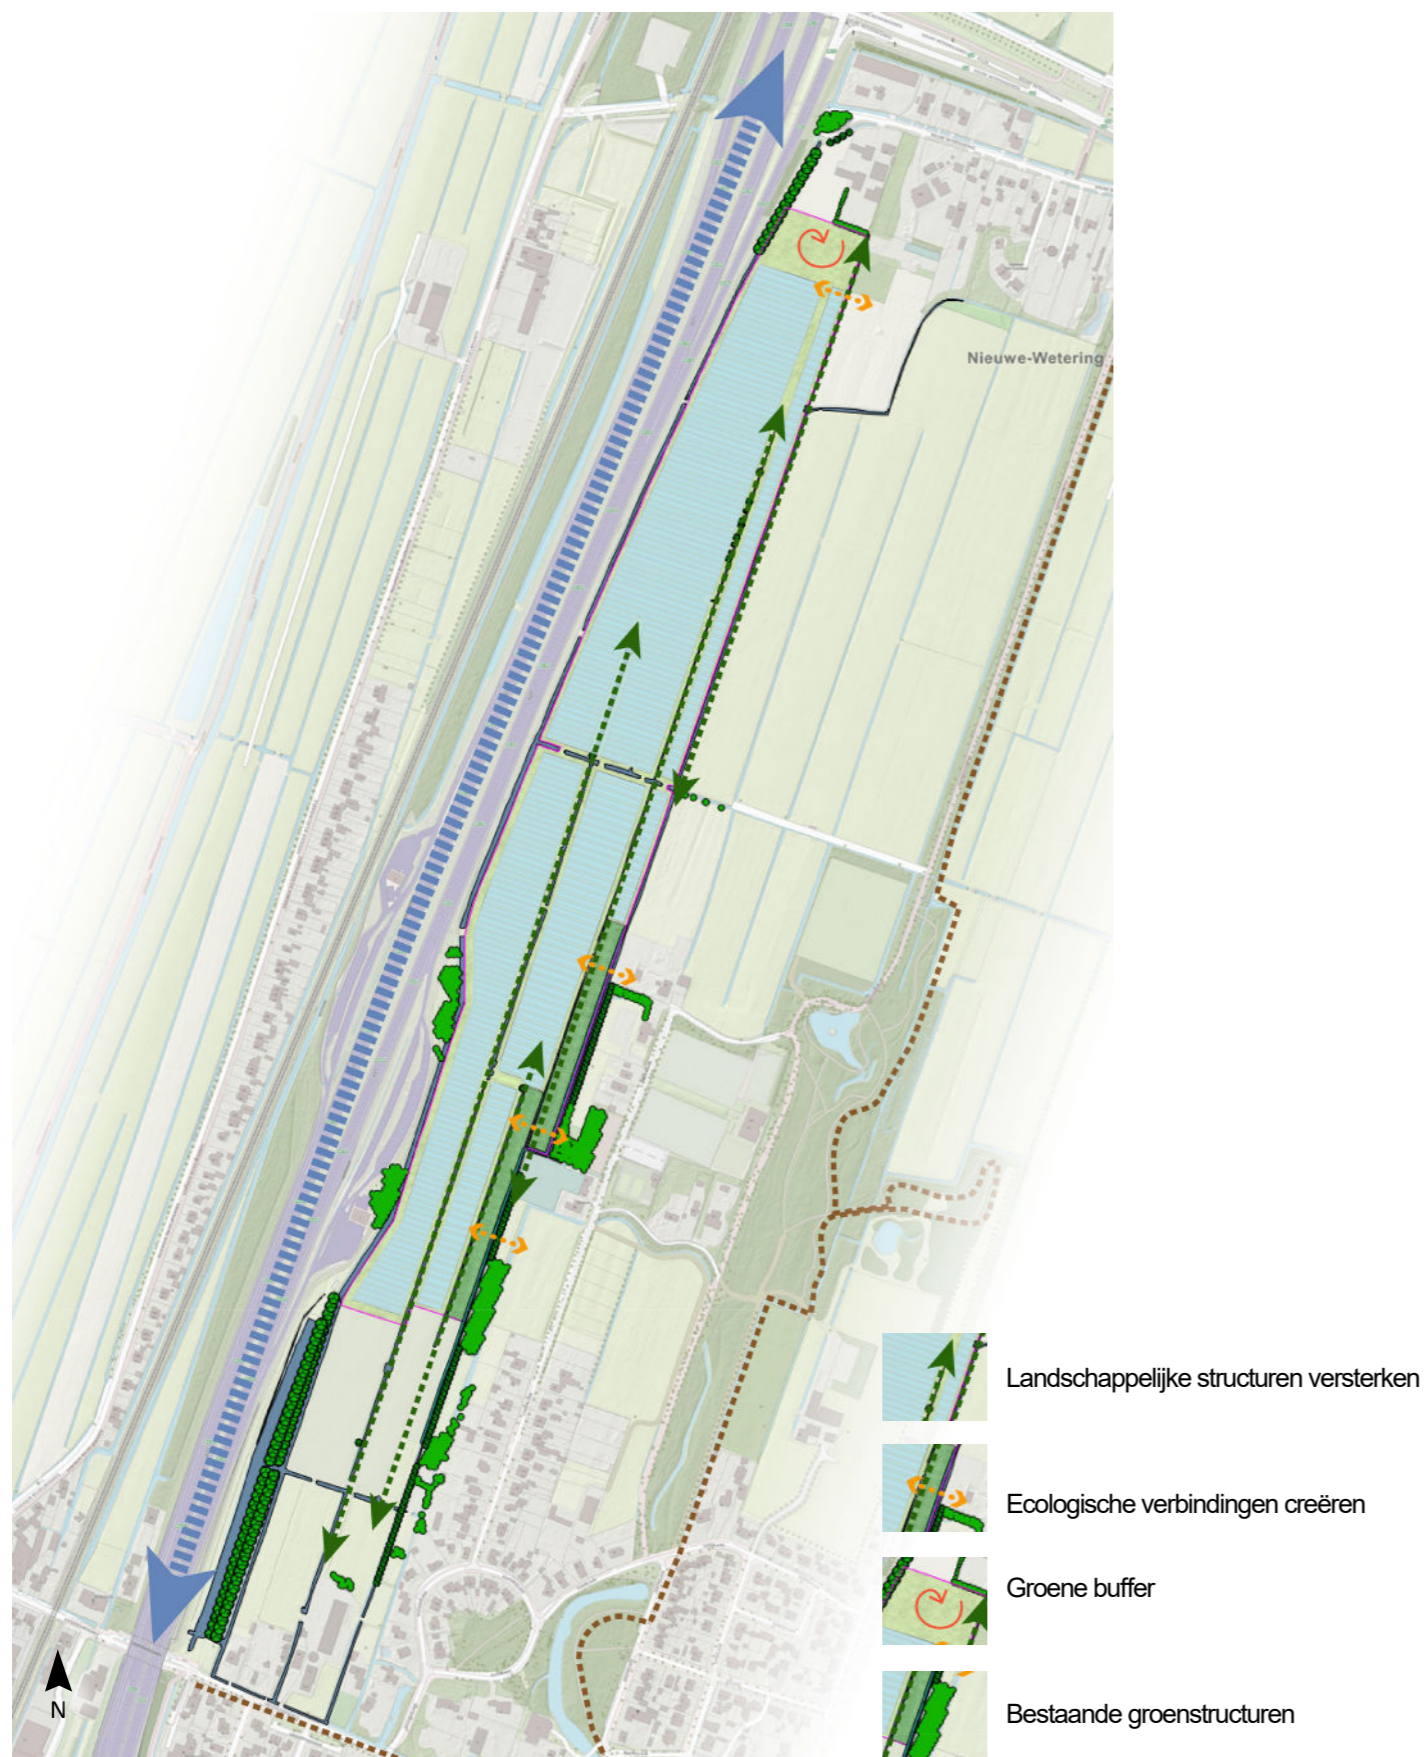 Nieuwe-Wetering
Landschappelijke structuren versterken
Ecologische verbindingen creëren
Groene buffer
Bestaande groenstructuren
N